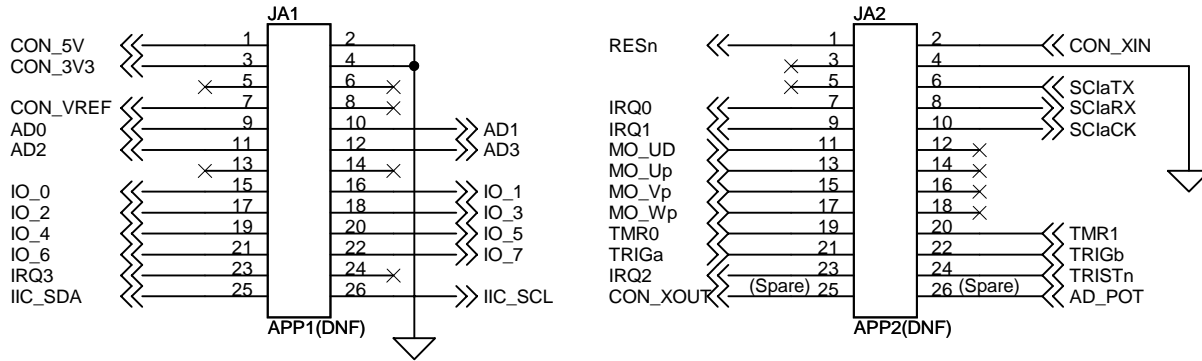 JA1
CON_5V 1 2
CON_3V3 3 4
5 6
CON_VREF 7 8
AD0 9 10 AD1
AD2 11 12 AD3
13 14
IO_0 15 16 IO_1
IO_2 17 18 IO_3
IO_4 19 20 IO_5
IO_6 21 22 IO_7
IRQ3 23 24
IIC_SDA 25 26 IIC_SCL
APP1(DNF)
JA2
RESn 1 2 CON_XIN
3 4
5 6 SCIaTX
IRQ0 7 8 SCIaRX
IRQ1 9 10 SCIaCK
MO_UD 11 12
MO_Up 13 14
MO_Vp 15 16
MO_Wp 17 18
TMR0 19 20 TMR1
TRIGa 21 22 TRIGb
IRQ2 23 24 TRISTn
CON_XOUT (Spare) 25 26 (Spare) AD_POT
APP2(DNF)